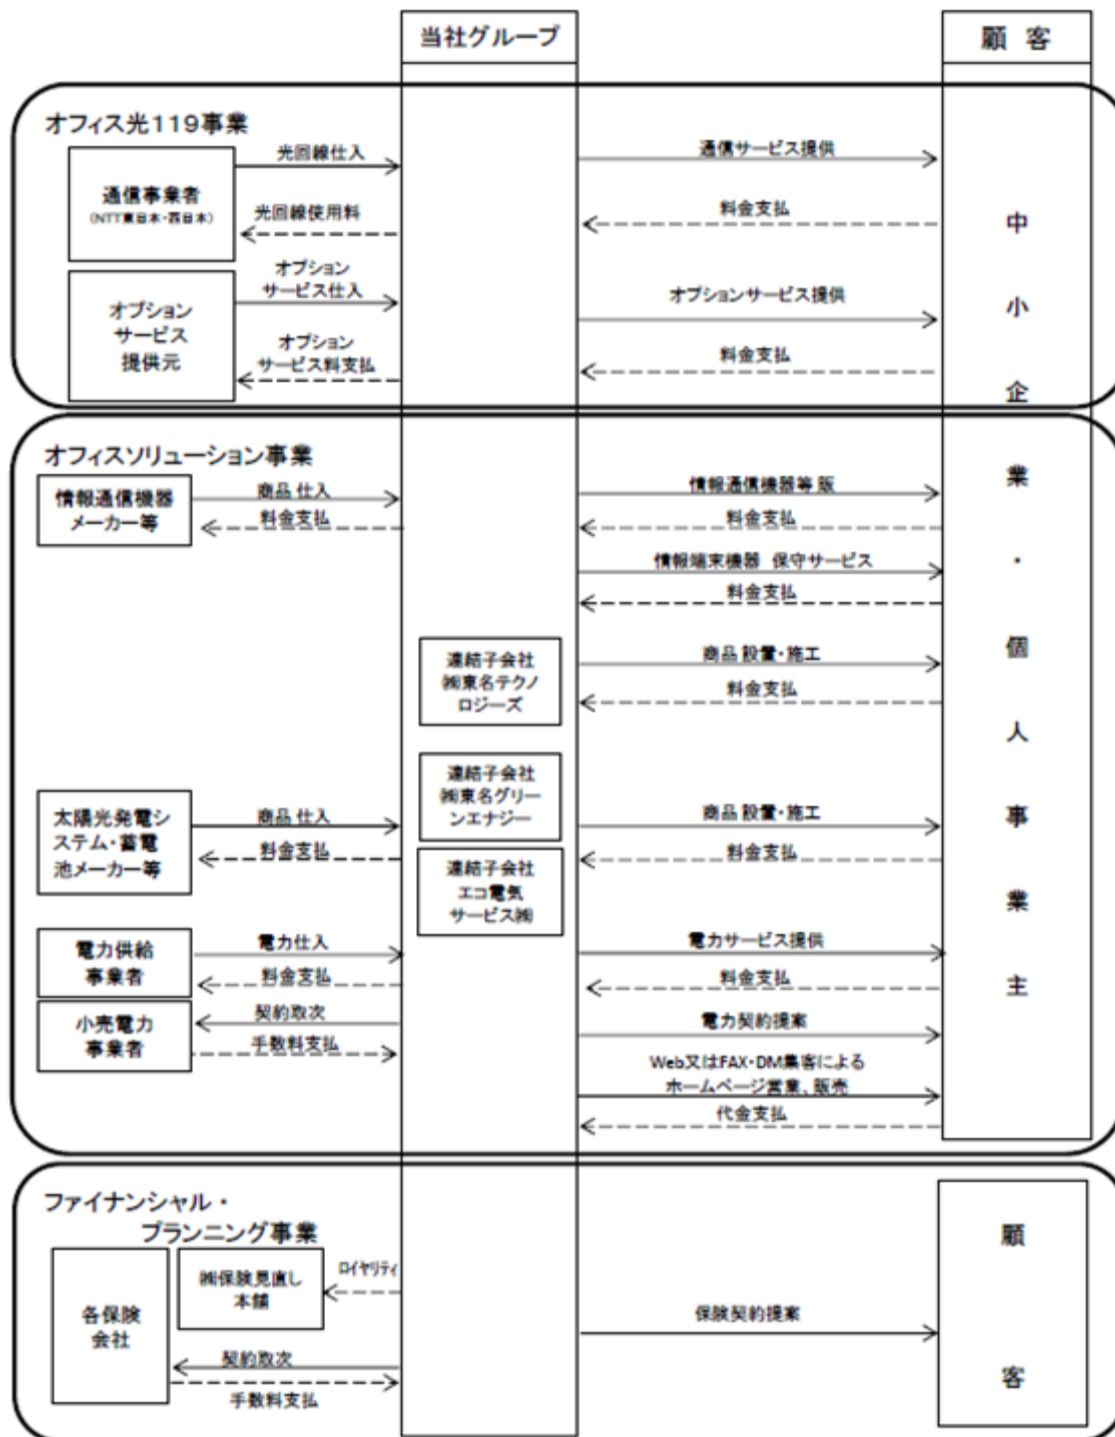 当社グループ
顧 客
オフィス光119事業
通信事業者
(NTT東日本・西日本)
光回線仕入
光回線使用料
通信サービス提供
料金支払
オプション
サービス
提供元
オプション
サービス仕入
オプション
サービス料支払
オプションサービス提供
料金支払
中小企業・個人事業主
オフィスソリューション事業
情報通信機器
メーカー等
商品 仕入
料金支払
情報通信機器等 販
料金支払
情報端末機器 保守サービス
料金支払
連結子会社
㈱東名テクノ
ロジーズ
商品 設置・施工
料金支払
連結子会社
㈱東名グリー
ンエナジー
太陽光発電シ
ステム・蓄電
池メーカー等
商品 仕入
料金支払
商品 設置・施工
料金支払
連結子会社
エコ電気
サービス㈱
電力供給
事業者
電力仕入
料金支払
電力サービス提供
料金支払
小売電力
事業者
契約取次
手数料支払
電力契約提案
Web又はFAX・DM集客による
ホームページ営業、販売
代金支払
ファイナンシャル・
プランニング事業
各保険
会社
㈱保険見直し
本舗
ロイヤリティ
契約取次
手数料支払
保険契約提案
顧客